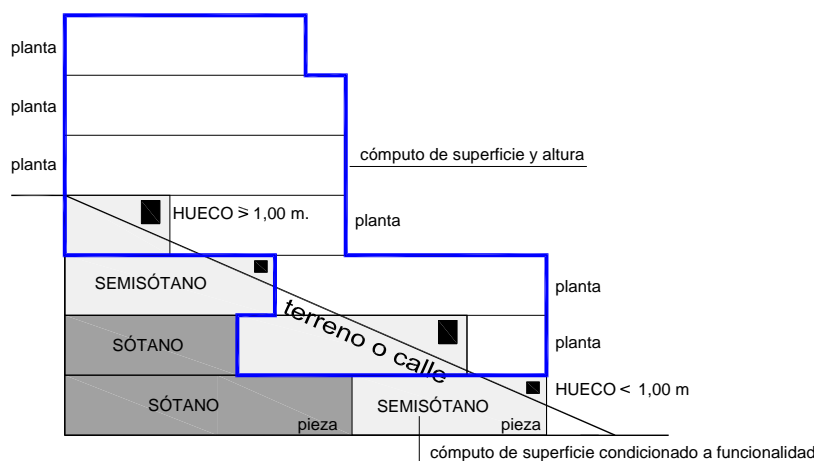 planta
planta
cómputo de superficie y altura
planta
HUECO ⩾ 1,00 m.
planta
SEMISÓTANO
planta
terreno o calle
SÓTANO
planta
HUECO < 1,00 m
SÓTANO
SEMISÓTANO
pieza
pieza
cómputo de superficie condicionado a funcionalidad